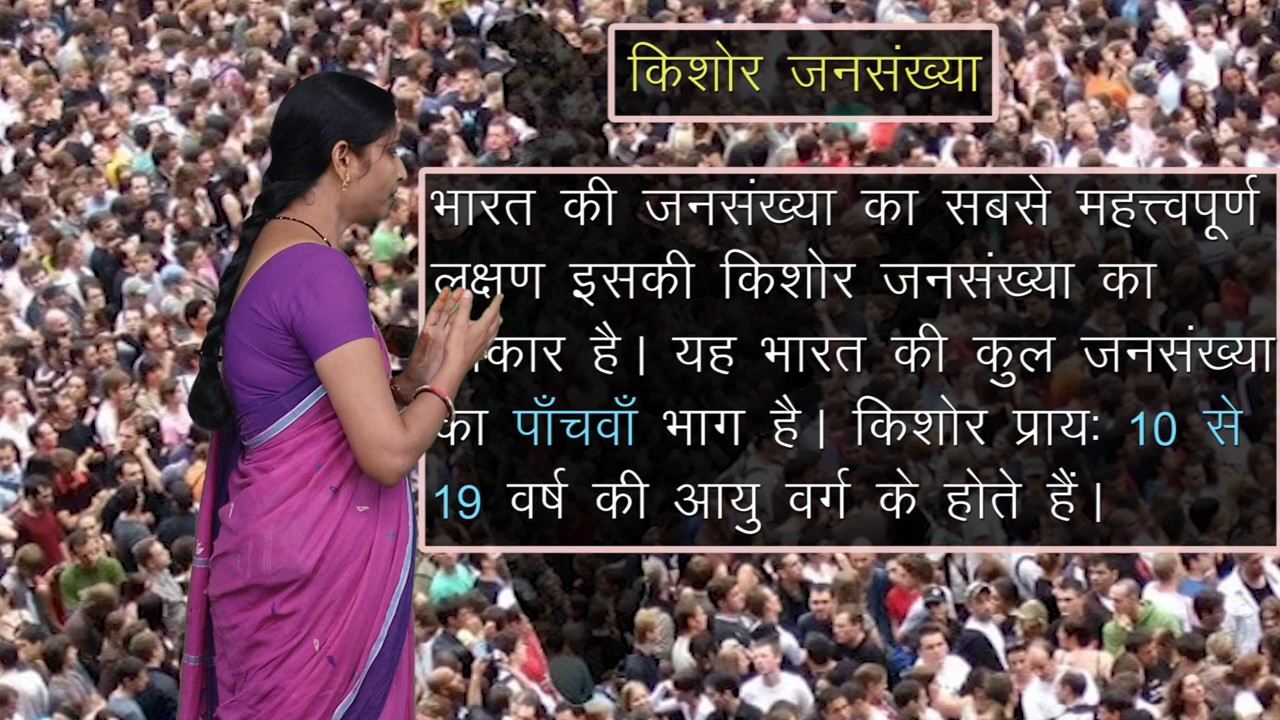 किशोर जनसंख्या
भारत की जनसंख्या का सबसे महत्त्वपूर्ण
लक्षण इसकी किशोर जनसंख्या का
है। यह भारत की कुल जनसंख्या
का पाँचवाँ भाग है। किशोर प्रायः 10 से
19 वर्ष की आयु वर्ग के होते हैं।